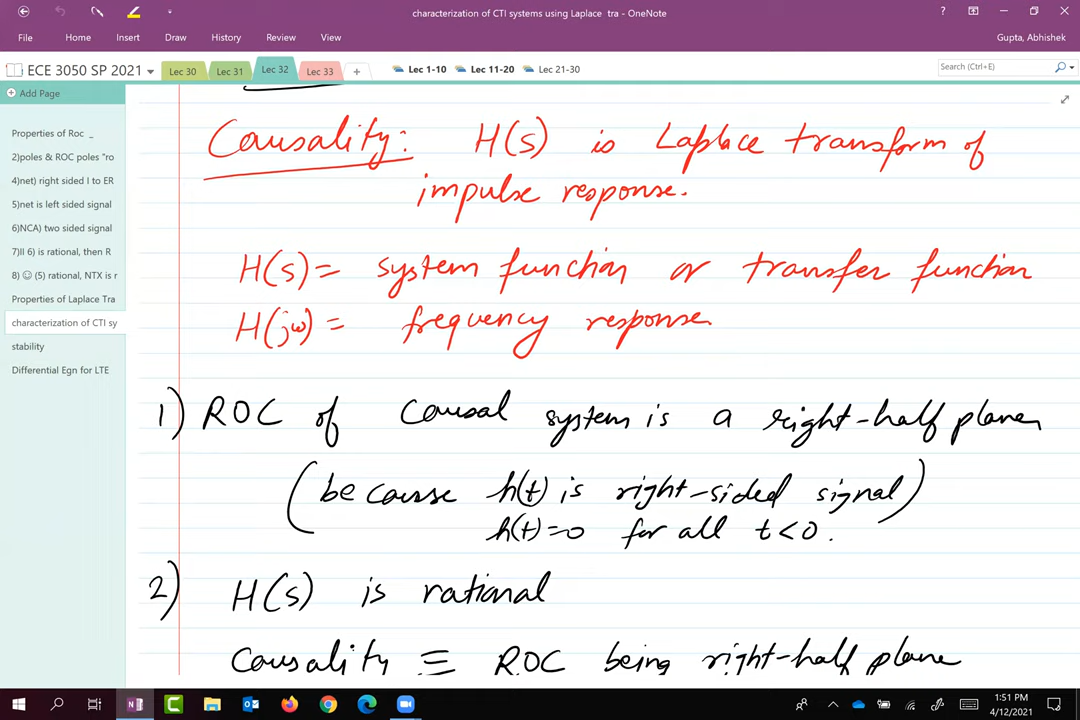 characterization of CTI systems using Laplace tra - OneNote
File Home Insert Draw History Review View
Gupta, Abhishek
ECE 3050 SP 2021
Lec 30 Lec 31 Lec 32 Lec 33 + Lec 1-10 Lec 11-20 Lec 21-30
Search (Ctrl+E)
Add Page
Properties of Roc _
2)poles & ROC poles "ro
4)net) right sided I to ER
5)net is left sided signal
6)NCA) two sided signal
7)II 6) is rational, then R
8) ☺ (5) rational, NTX is r
Properties of Laplace Tra
characterization of CTI sy
stability
Differential Egn for LTE
Causality: H(s) is Laplace transform of
impulse response.
H(s) = system function or transfer function
H(jω) = frequency response
1) ROC of causal system is a right-half plane
(because h(t) is right-sided signal)
h(t)=0 for all t<0.
2) H(s) is rational
Causality ≡ ROC being right-half plane
1:51 PM
4/12/2021